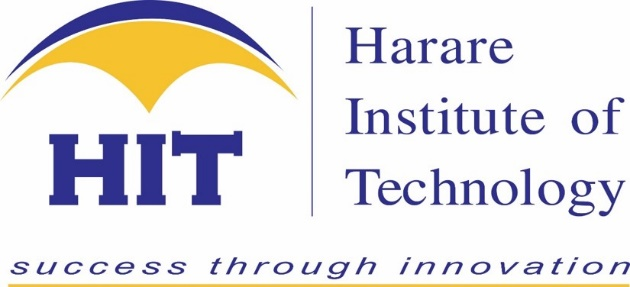 HIT
Harare
Institute of
Technology
success through innovation